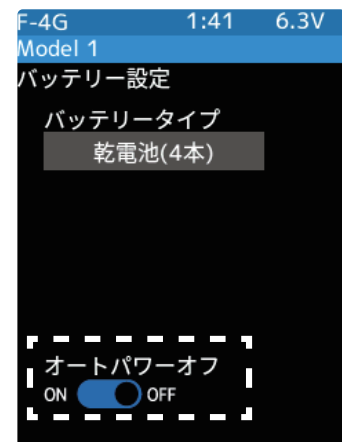 F-4G 1:41 6.3V
Model 1
バッテリー設定
バッテリータイプ
乾電池(4本)
オートパワーオフ
ON OFF